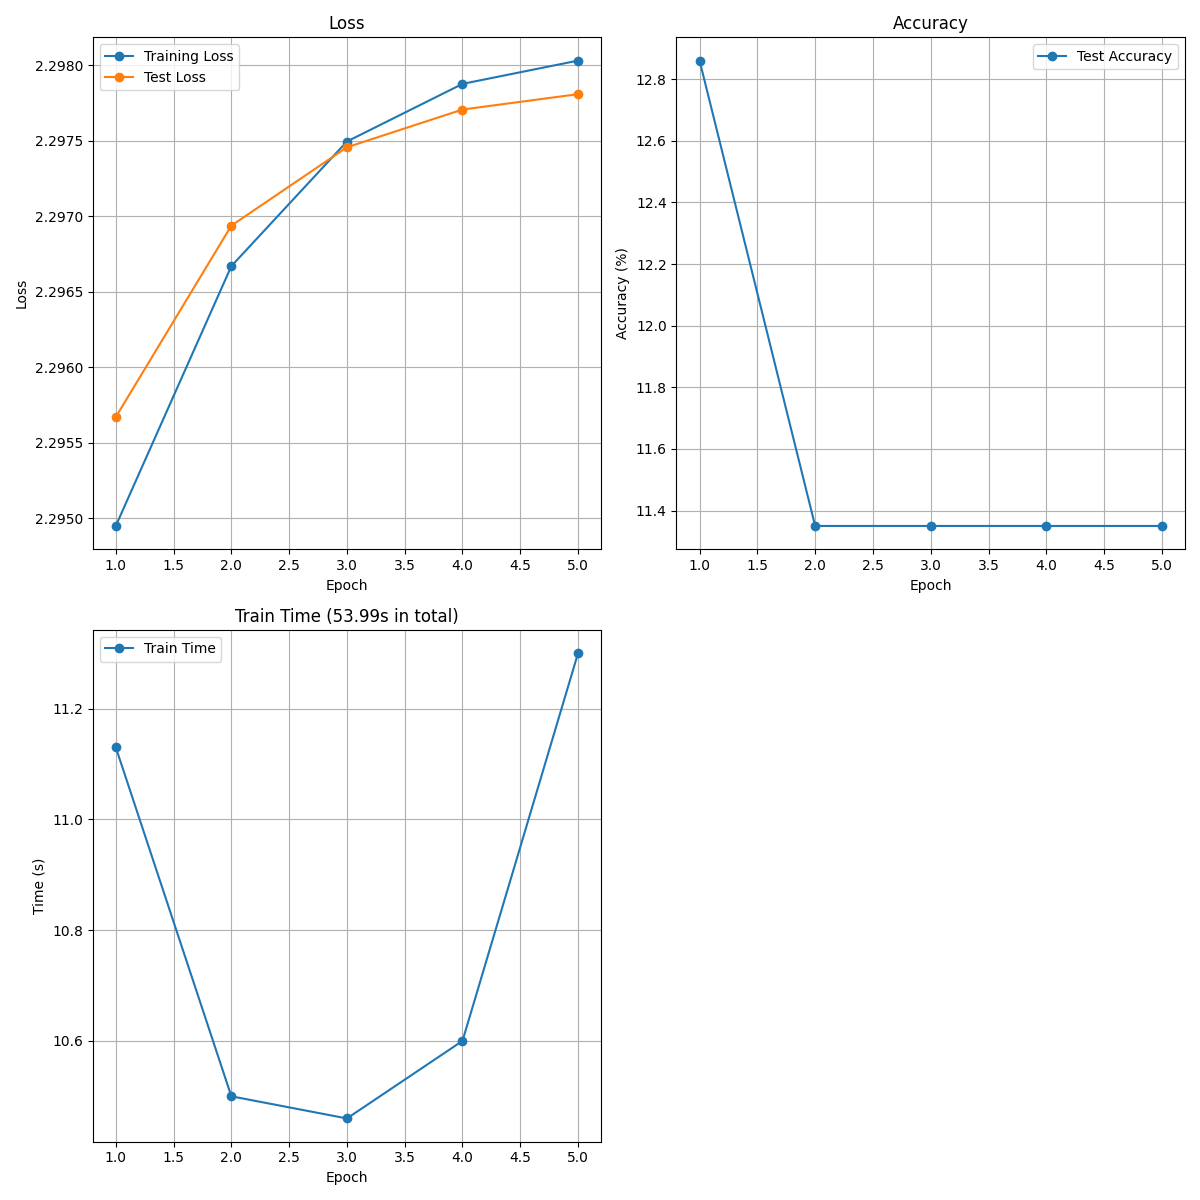 Loss
Training Loss
Test Loss
2.2980
2.2975
2.2970
2.2965
2.2960
2.2955
2.2950
Loss
1.0 1.5 2.0 2.5 3.0 3.5 4.0 4.5 5.0
Epoch
Accuracy
Test Accuracy
12.8
12.6
12.4
12.2
12.0
11.8
11.6
11.4
Accuracy (%)
1.0 1.5 2.0 2.5 3.0 3.5 4.0 4.5 5.0
Epoch
Train Time (53.99s in total)
Train Time
11.2
11.0
10.8
10.6
Time (s)
1.0 1.5 2.0 2.5 3.0 3.5 4.0 4.5 5.0
Epoch